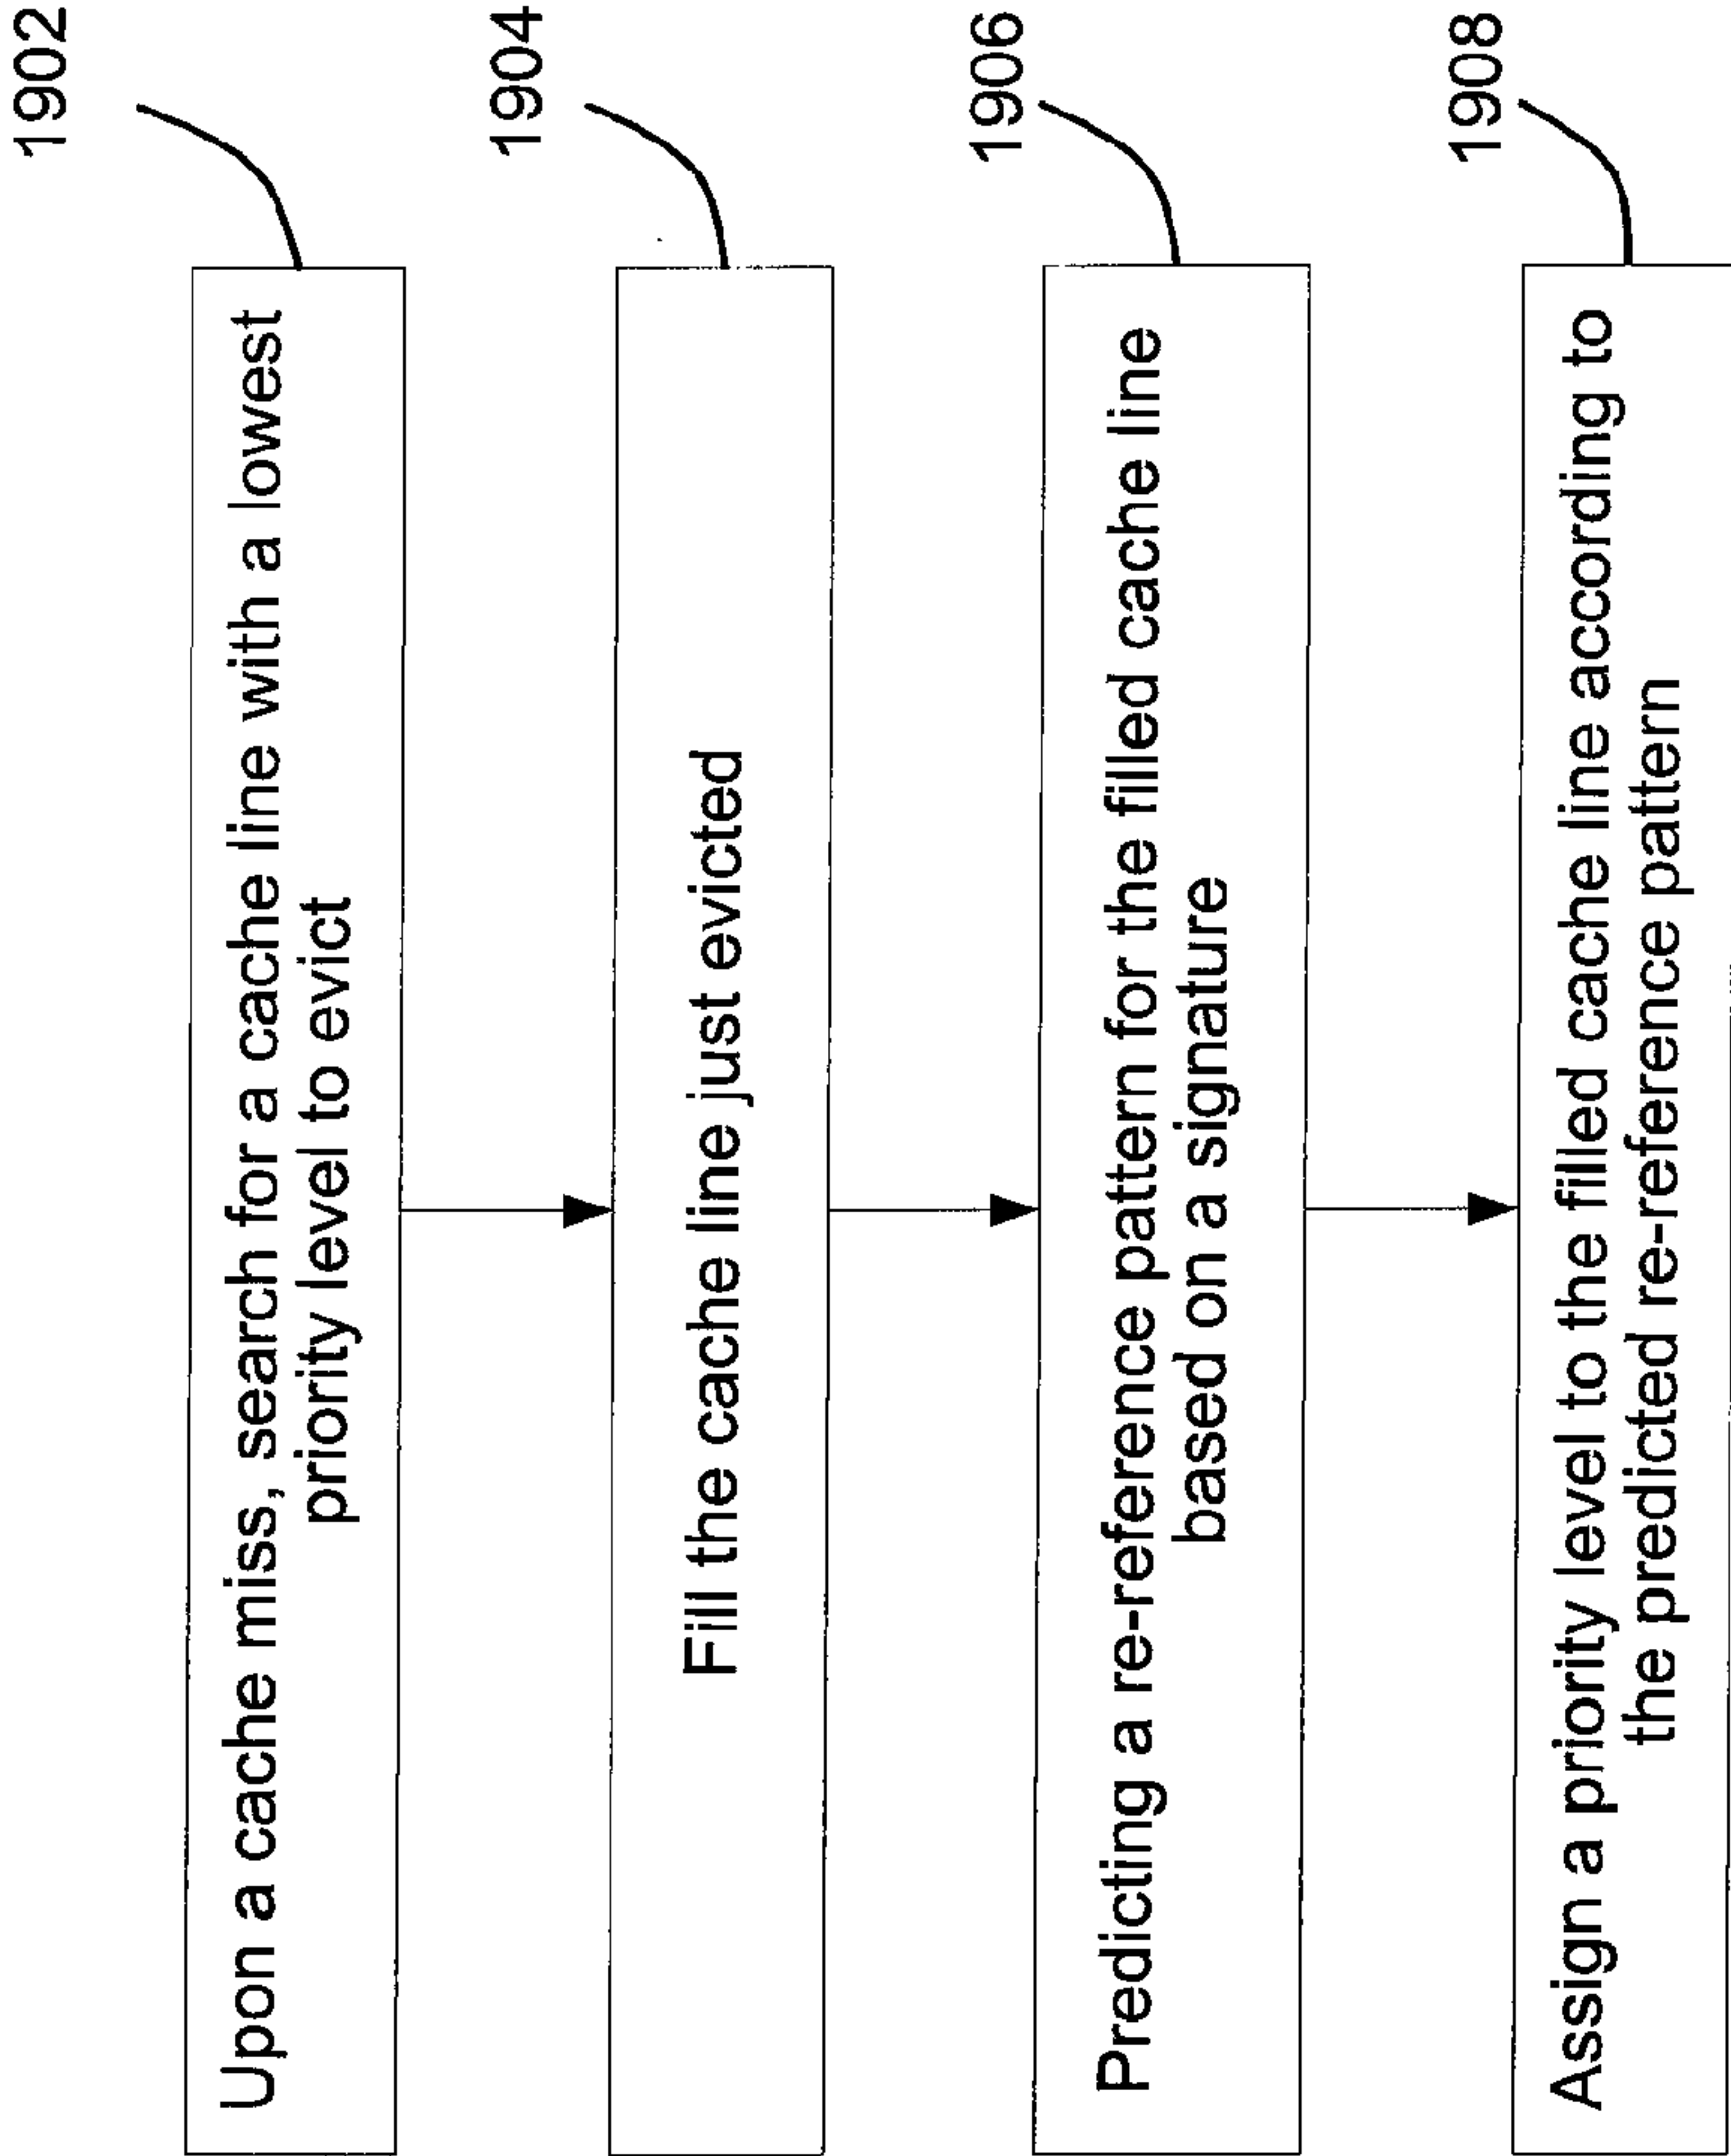 1902
Upon a cache miss, search for a cache line with a lowest
priority level to evict
1904
Fill the cache line just evicted
1906
Predicting a re-reference pattern for the filled cache line
based on a signature
1908
Assign a priority level to the filled cache line according to
the predicted re-reference pattern